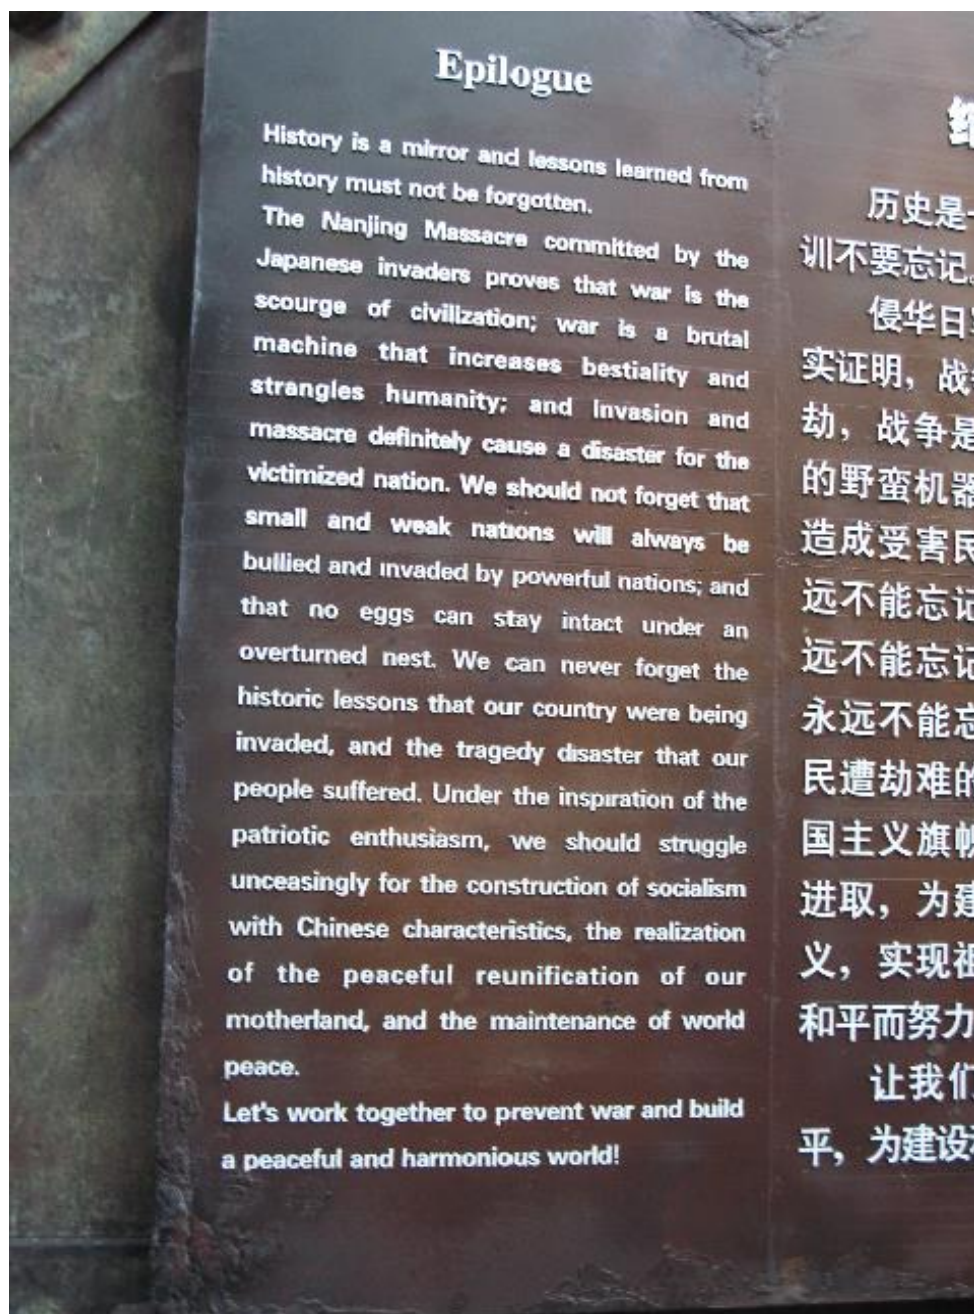 Epilogue
History is a mirror and lessons learned from
history must not be forgotten.
The Nanjing Massacre committed by the
Japanese invaders proves that war is the
scourge of civilization; war is a brutal
machine that increases bestiality and
strangles humanity; and invasion and
massacre definitely cause a disaster for the
victimized nation. We should not forget that
small and weak nations will always be
bullied and invaded by powerful nations; and
that no eggs can stay intact under an
overturned nest. We can never forget the
historic lessons that our country were being
invaded, and the tragedy disaster that our
people suffered. Under the inspiration of the
patriotic enthusiasm, we should struggle
unceasingly for the construction of socialism
with Chinese characteristics, the realization
of the peaceful reunification of our
motherland, and the maintenance of world
peace.
Let's work together to prevent war and build
a peaceful and harmonious world!
历史是
训不要忘记。
侵华日
实证明，战
劫，战争是
的野蛮机器
造成受害民
远不能忘记
远不能忘记
永远不能忘
民遭劫难的
国主义旗帜
进取，为建
义，实现祖
和平而努力
让我们
平，为建设